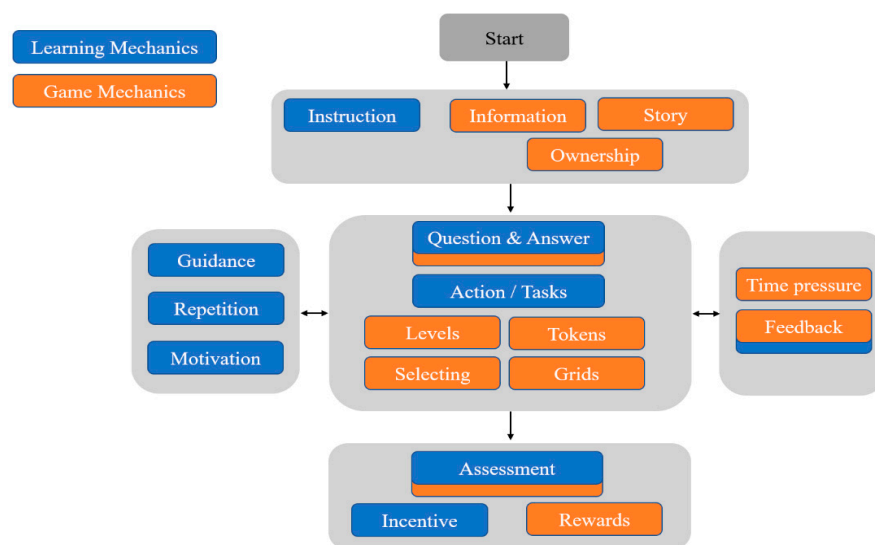 Start
Learning Mechanics
Game Mechanics
Instruction
Information
Story
Ownership
Question & Answer
Guidance
Action / Tasks
Time pressure
Repetition
Levels
Tokens
Feedback
Motivation
Selecting
Grids
Assessment
Incentive
Rewards